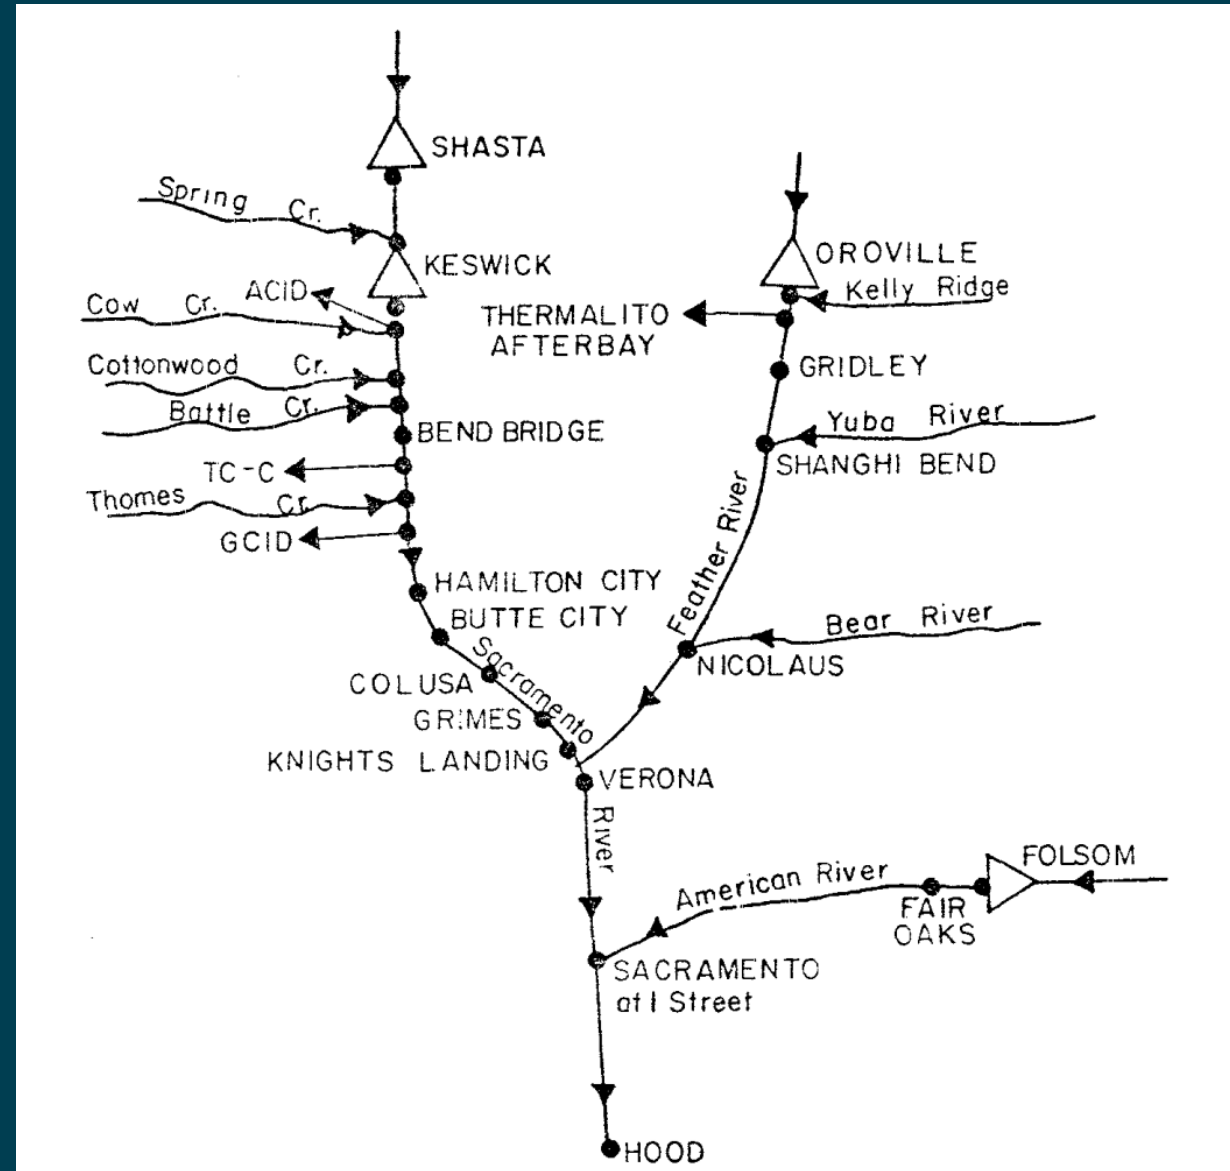 SHASTA
Spring Cr.
KESWICK
OROVILLE
Kelly Ridge
ACID
Cow Cr.
THERMALITO
AFTERBAY
Cottonwood Cr.
GRIDLEY
Battle Cr.
Yuba River
BEND BRIDGE
TC-C
SHANGHI BEND
Thomes Cr.
GCID
Feather River
HAMILTON CITY
BUTTE CITY
Bear River
NICOLAUS
Sacramento
COLUSA
GRIMES
KNIGHTS LANDING
VERONA
River
FOLSOM
American River
FAIR
OAKS
SACRAMENTO
at I Street
HOOD